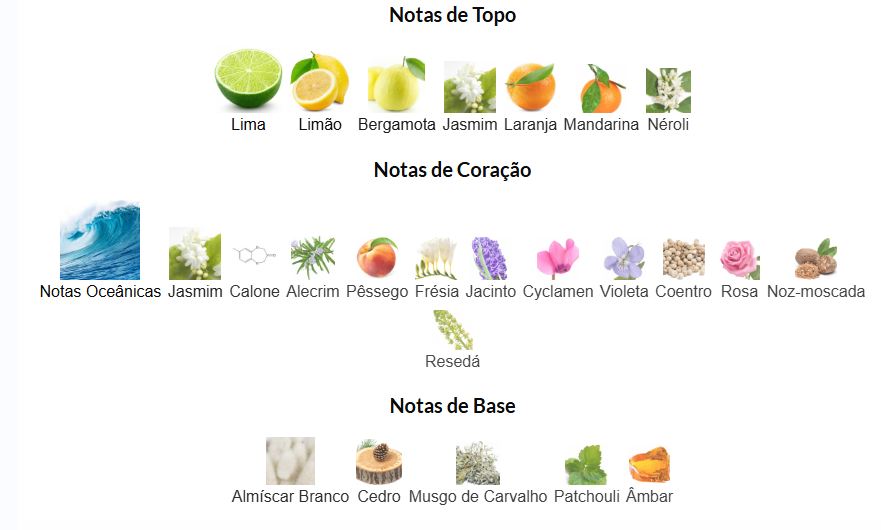 Notas de Topo
Lima Limão Bergamota Jasmim Laranja Mandarina Néroli
Notas de Coração
Notas Oceânicas Jasmim Calone Alecrim Pêssego Frésia Jacinto Cyclamen Violeta Coentro Rosa Noz-moscada
Resedá
Notas de Base
Almíscar Branco Cedro Musgo de Carvalho Patchouli Âmbar